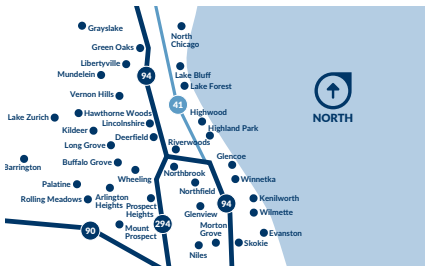 Grayslake
North
Chicago
Green Oaks
Libertyville
Mundelein
94
Lake Bluff
Lake Forest
Vernon Hills
41
Lake Zurich
Hawthorne Woods
Highwood
Lincolnshire
Highland Park
Kildeer
Deerfield
Long Grove
Riverwoods
Glencoe
Barrington
Buffalo Grove
Northbrook
Wheeling
Winnetka
Palatine
Northfield
Rolling Meadows
Arlington
Heights
Prospect
Heights
94
Kenilworth
Glenview
Wilmette
90
Mount
Prospect
294
Morton
Grove
Evanston
Skokie
Niles
NORTH